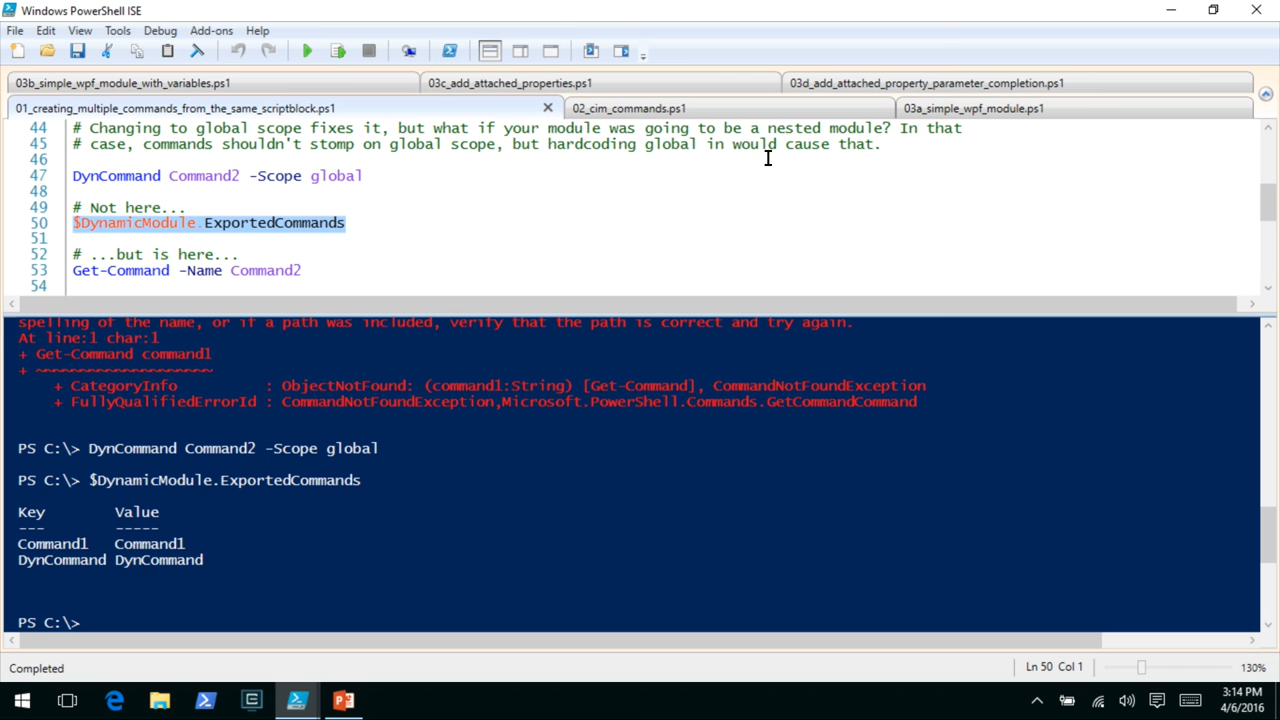 Windows PowerShell ISE
File Edit View Tools Debug Add-ons Help
03b_simple_wpf_module_with_variables.ps1 03c_add_attached_properties.ps1 03d_add_attached_property_parameter_completion.ps1
01_creating_multiple_commands_from_the_same_scriptblock.ps1 02_cim_commands.ps1 03a_simple_wpf_module.ps1
44 # Changing to global scope fixes it, but what if your module was going to be a nested module? In that
45 # case, commands shouldn't stomp on global scope, but hardcoding global in would cause that.
46
47 DynCommand Command2 -Scope global
48
49 # Not here...
50 $DynamicModule.ExportedCommands
51
52 # ...but is here...
53 Get-Command -Name Command2
54
spelling of the name, or if a path was included, verify that the path is correct and try again.
At line:1 char:1
+ Get-Command command1
+ ~~~~~~~~~~~~~~~~~~~~
+ CategoryInfo : ObjectNotFound: (command1:String) [Get-Command], CommandNotFoundException
+ FullyQualifiedErrorId : CommandNotFoundException,Microsoft.PowerShell.Commands.GetCommandCommand
PS C:\> DynCommand Command2 -Scope global
PS C:\> $DynamicModule.ExportedCommands
Key Value
--- -----
Command1 Command1
DynCommand DynCommand
PS C:\>
Completed Ln 50 Col 1 130%
3:14 PM
4/6/2016